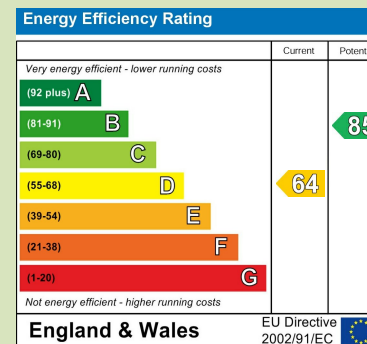 Energy Efficiency Rating
Current
Very energy efficient - lower running costs
(92 plus) A
(81-91) B
85
(69-80) C
(55-68) D
64
(39-54) E
(21-38) F
(1-20) G
Not energy efficient - higher running costs
England & Wales
EU Directive
2002/91/EC